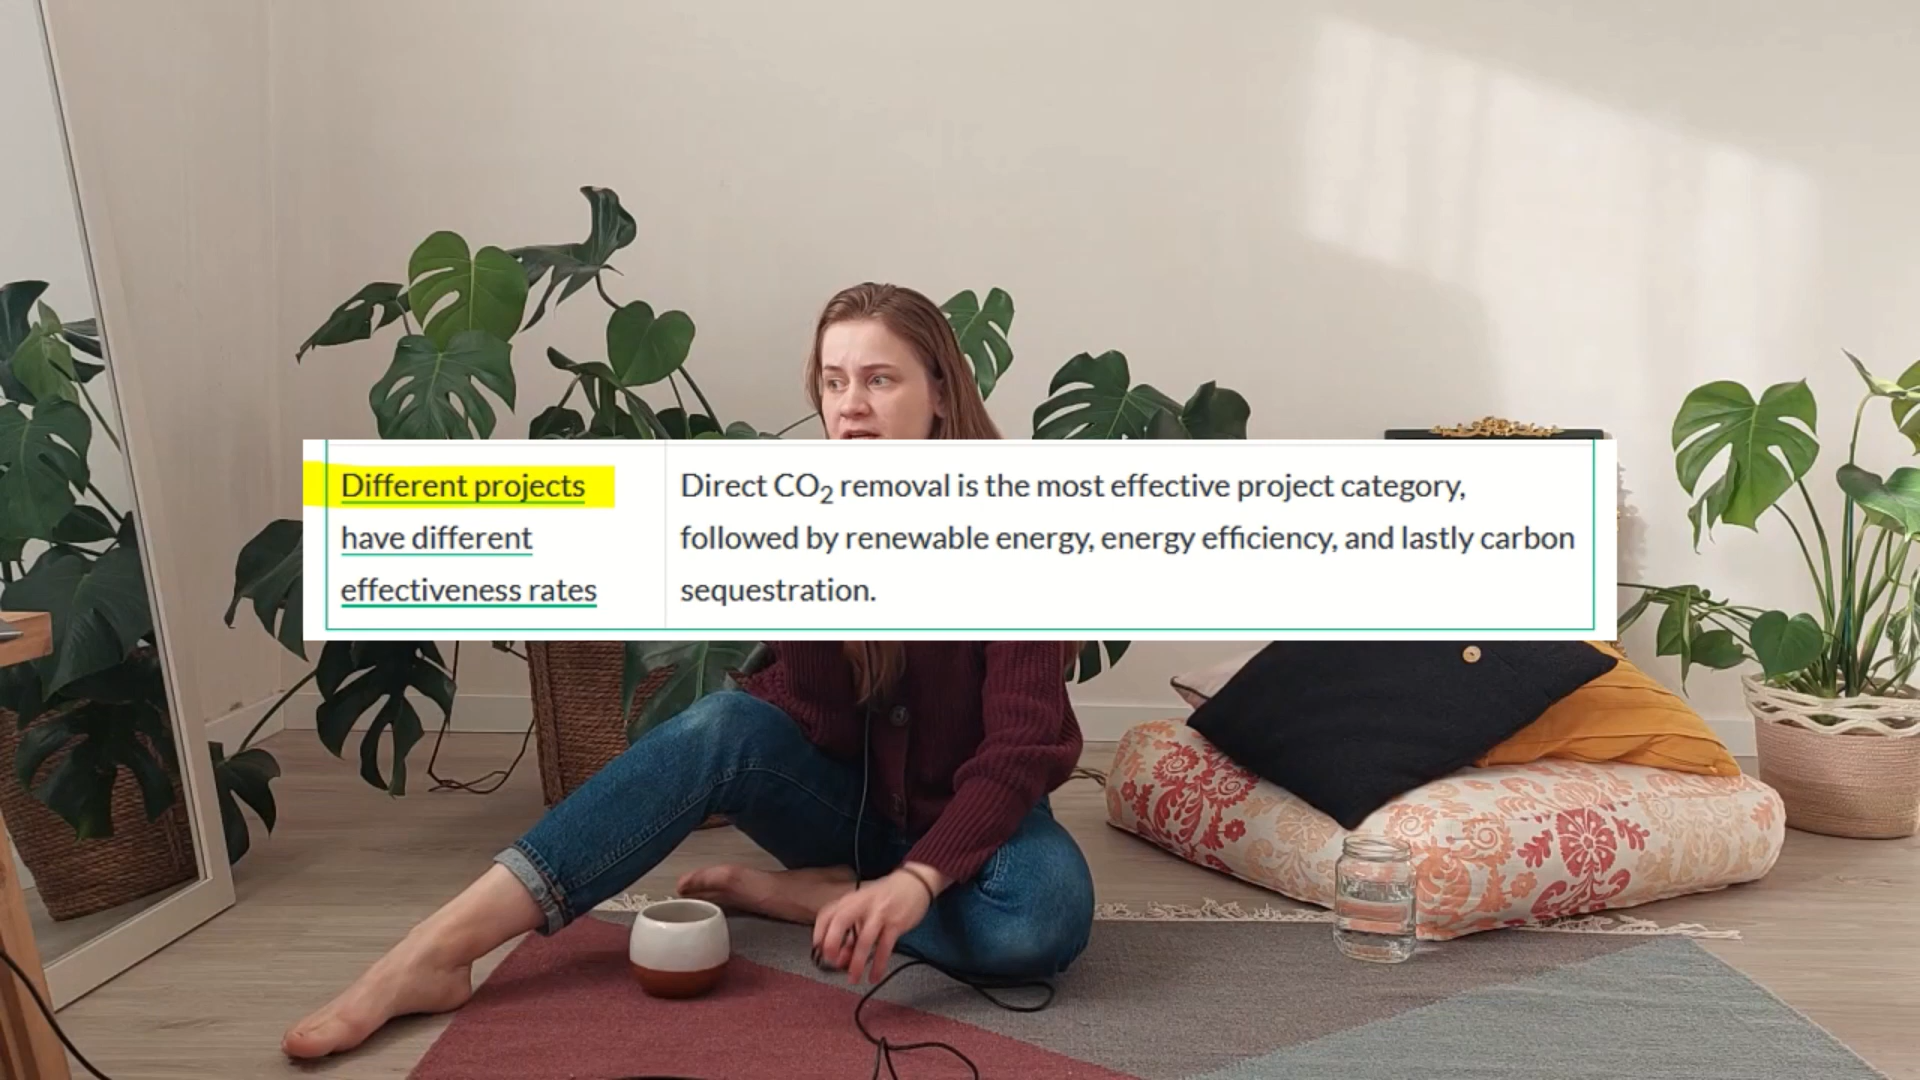 Different projects
have different
effectiveness rates
Direct CO₂ removal is the most effective project category,
followed by renewable energy, energy efficiency, and lastly carbon
sequestration.